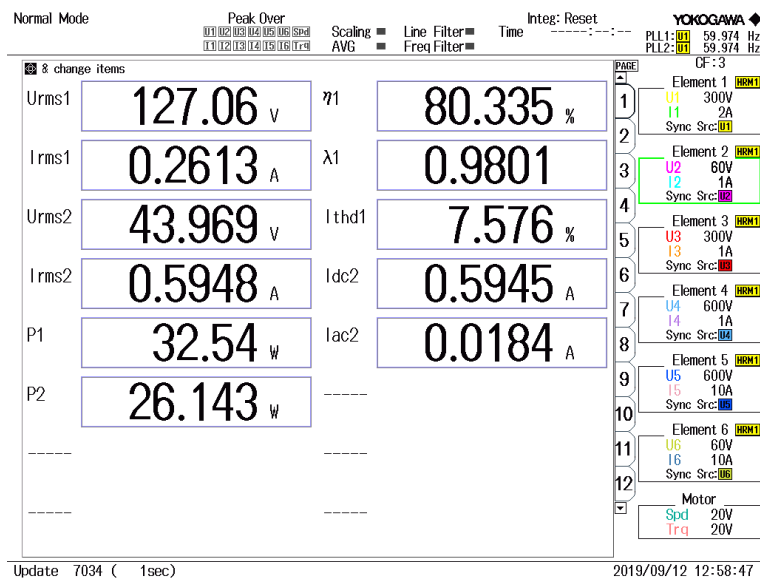 Normal Mode
Peak Over
U1 U2 U3 U4 U5 U6 Spd
I1 I2 I3 I4 I5 I6 Trq
Scaling
AVG
Line Filter
Freq Filter
Integ: Reset
Time -----:--:--
YOKOGAWA
PLL1: U1 59.974 Hz
PLL2: U1 59.974 Hz
& change items
Urms1 127.06 V
η1 80.335 %
Irms1 0.2613 A
λ1 0.9801
Urms2 43.969 V
Ithd1 7.576 %
Irms2 0.5948 A
Idc2 0.5945 A
P1 32.54 W
Iac2 0.0184 A
P2 26.143 W
-----
-----
-----
-----
-----
PAGE
1
2
3
4
5
6
7
8
9
10
11
12
CF:3
Element 1 HRM1
U1 300V
I1 2A
Sync Src: U1
Element 2 HRM1
U2 60V
I2 1A
Sync Src: U2
Element 3 HRM1
U3 300V
I3 1A
Sync Src: U3
Element 4 HRM1
U4 600V
I4 1A
Sync Src: U4
Element 5 HRM1
U5 600V
I5 10A
Sync Src: U5
Element 6 HRM1
U6 60V
I6 10A
Sync Src: U6
Motor
Spd 20V
Trq 20V
Update 7034 ( 1sec)
2019/09/12 12:58:47